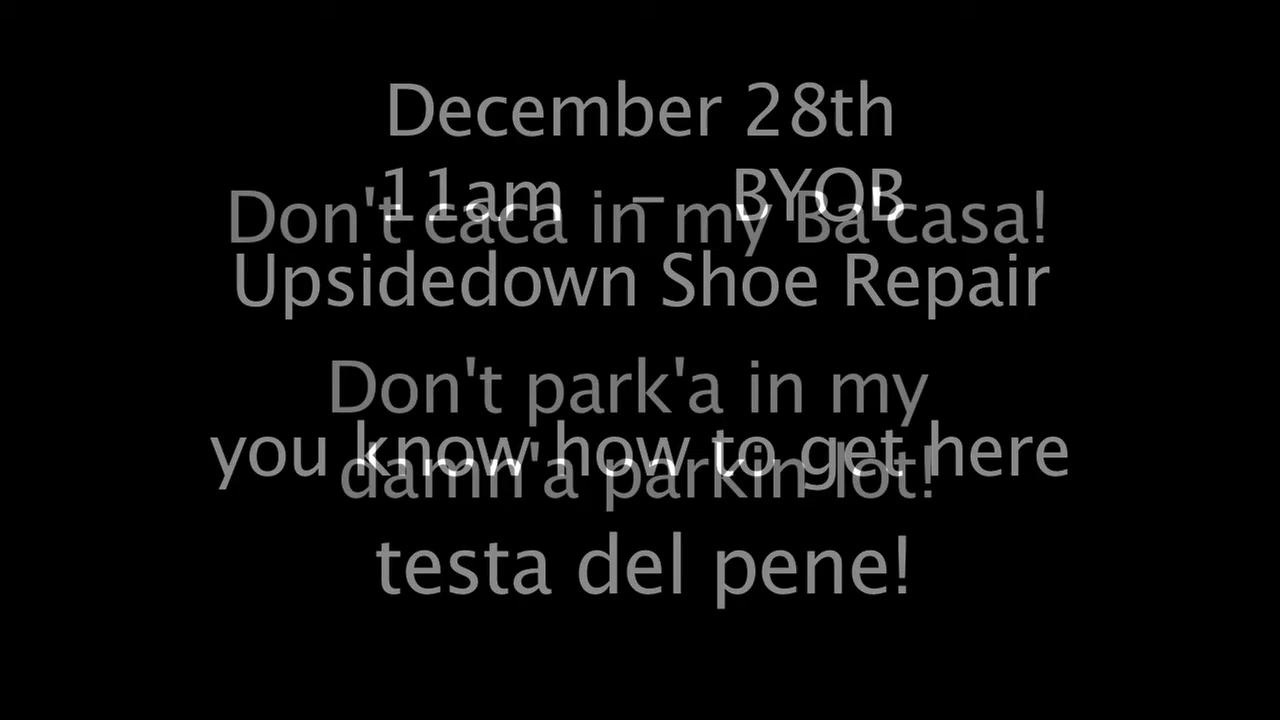 December 28th
11am – BYOB
Don't caca in my Ba'casa!
Upsidedown Shoe Repair
Don't park'a in my
you know how to get here
damn'a parkin lot!
testa del pene!